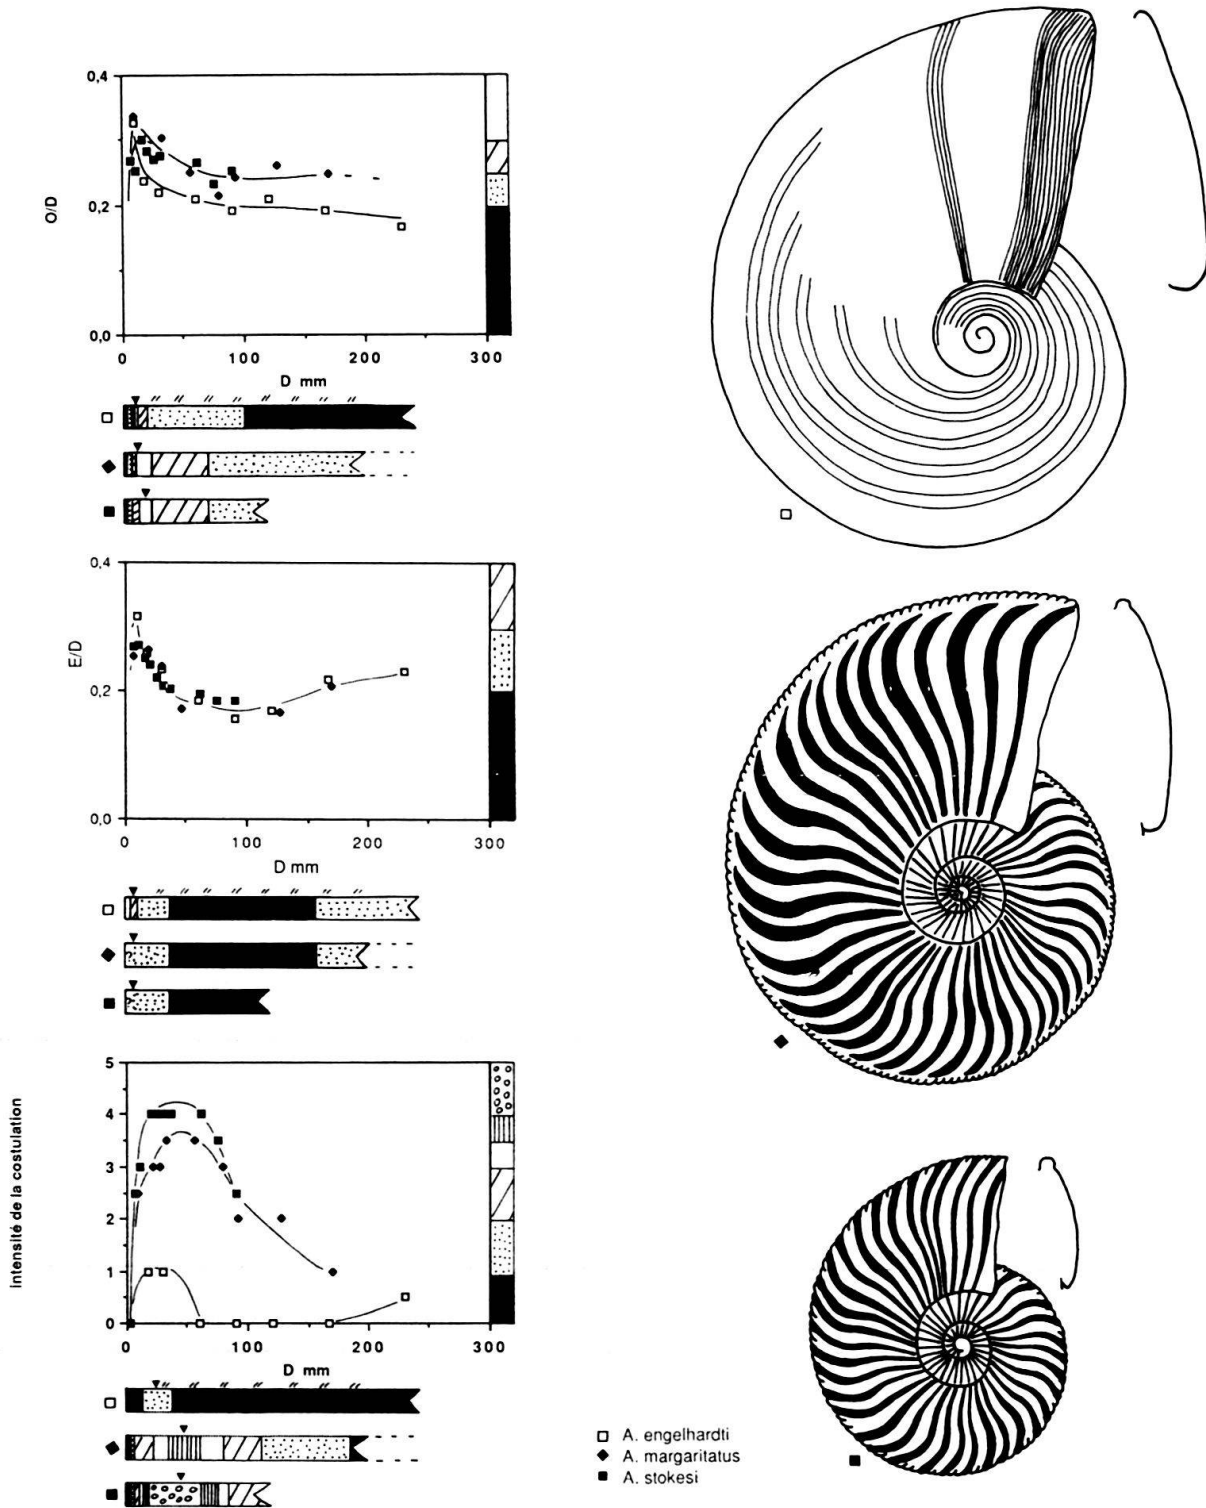 0,4
O/D
0,2
0,0
0 100 200 300
D mm
0,4
E/D
0,2
0,0
0 100 200 300
D mm
intensité de la costulation
5
4
3
2
1
0
0 100 200 300
D mm
A. engelhardti
A. margaritatus
A. stokesi